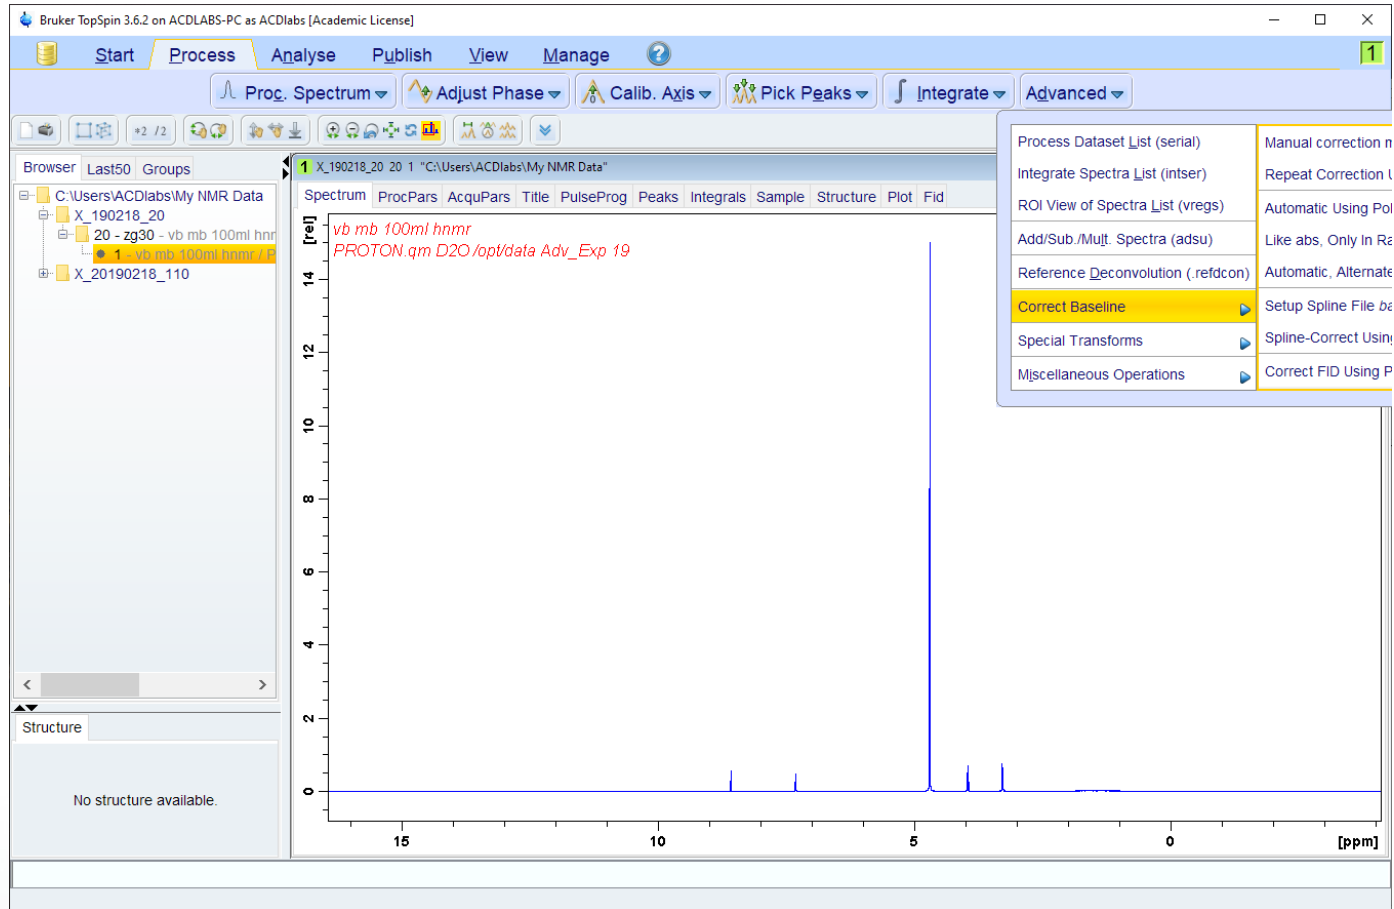 Bruker TopSpin 3.6.2 on ACDLABS-PC as ACDlabs [Academic License]
Start Process Analyse Publish View Manage ? 1
Proc. Spectrum Adjust Phase Calib. Axis Pick Peaks Integrate Advanced
*2 /2
Browser Last50 Groups
C:\Users\ACDlabs\My NMR Data
X_190218_20
20 - zg30 - vb mb 100ml hnr
1 - vb mb 100ml hnmr / P
X_20190218_110
Structure
No structure available.
1 X_190218_20 20 1 "C:\Users\ACDlabs\My NMR Data"
Spectrum ProcPars AcquPars Title PulseProg Peaks Integrals Sample Structure Plot Fid
vb mb 100ml hnmr
PROTON.qm D2O /opt/data Adv_Exp 19
[rel]
14
12
10
8
6
4
2
0
15 10 5 0 [ppm]
Process Dataset List (serial)
Integrate Spectra List (intser)
ROI View of Spectra List (vregs)
Add/Sub./Mult. Spectra (adsu)
Reference Deconvolution (.refdcon)
Correct Baseline
Special Transforms
Miscellaneous Operations
Manual correction m
Repeat Correction U
Automatic Using Pol
Like abs, Only In Ra
Automatic, Alternate
Setup Spline File ba
Spline-Correct Using
Correct FID Using P